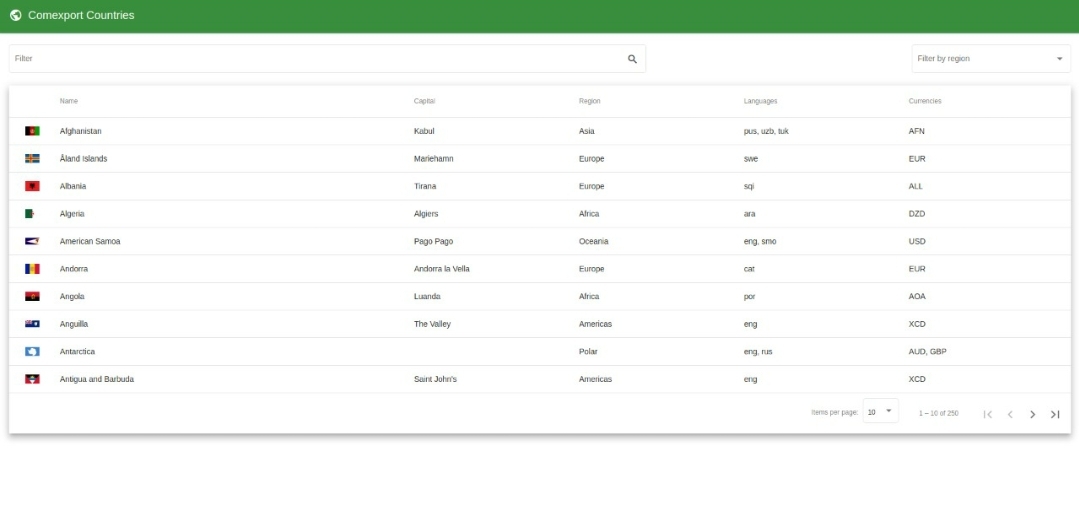 Comexport Countries
Filter
Filter by region
Name Capital Region Languages Currencies
Afghanistan Kabul Asia pus, uzb, tuk AFN
Åland Islands Mariehamn Europe swe EUR
Albania Tirana Europe sqi ALL
Algeria Algiers Africa ara DZD
American Samoa Pago Pago Oceania eng, smo USD
Andorra Andorra la Vella Europe cat EUR
Angola Luanda Africa por AOA
Anguilla The Valley Americas eng XCD
Antarctica Polar eng, rus AUD, GBP
Antigua and Barbuda Saint John's Americas eng XCD
Items per page: 10 1 – 10 of 250